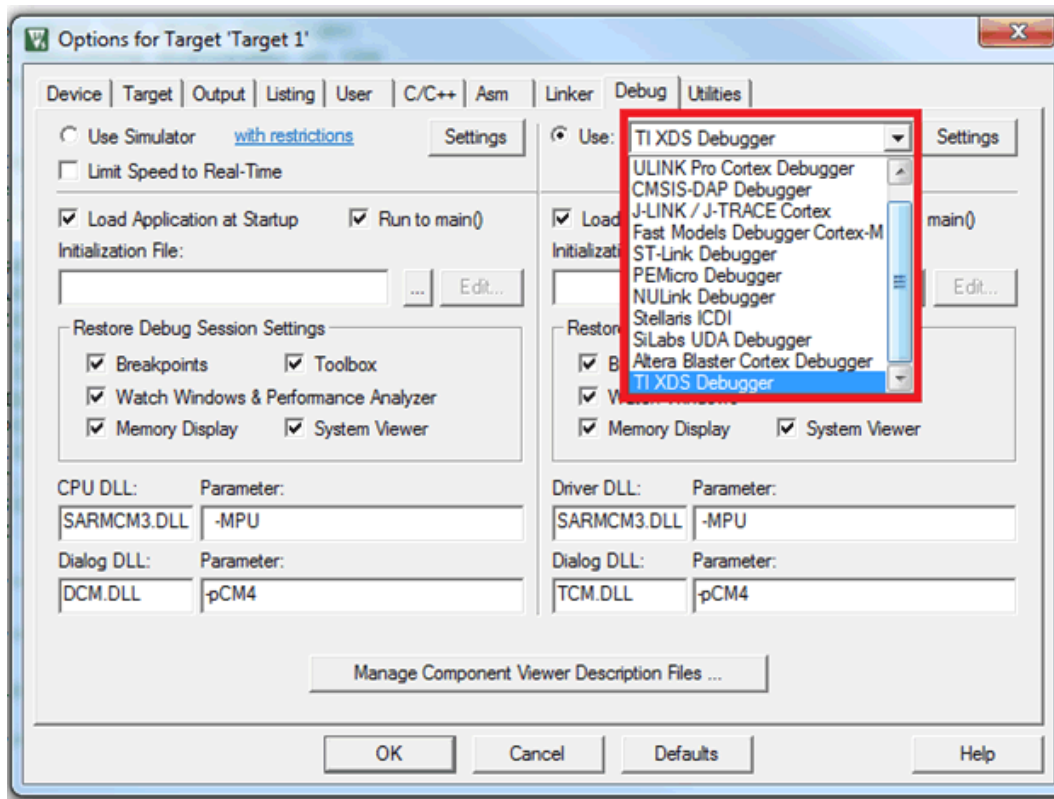 Options for Target 'Target 1'
Device Target Output Listing User C/C++ Asm Linker Debug Utilities
Use Simulator with restrictions Settings
Limit Speed to Real-Time
Load Application at Startup Run to main()
Initialization File:
... Edit...
Restore Debug Session Settings
Breakpoints Toolbox
Watch Windows & Performance Analyzer
Memory Display System Viewer
CPU DLL: Parameter:
SARMCM3.DLL -MPU
Dialog DLL: Parameter:
DCM.DLL -pCM4
Use: TI XDS Debugger Settings
ULINK Pro Cortex Debugger
CMSIS-DAP Debugger
J-LINK / J-TRACE Cortex
Fast Models Debugger Cortex-M
ST-Link Debugger
PEMicro Debugger
NULink Debugger
Stellaris ICDI
SiLabs UDA Debugger
Altera Blaster Cortex Debugger
TI XDS Debugger
Load main()
Initializati
Edit...
Restor
B
Memory Display System Viewer
Driver DLL: Parameter:
SARMCM3.DLL -MPU
Dialog DLL: Parameter:
TCM.DLL -pCM4
Manage Component Viewer Description Files ...
OK Cancel Defaults Help